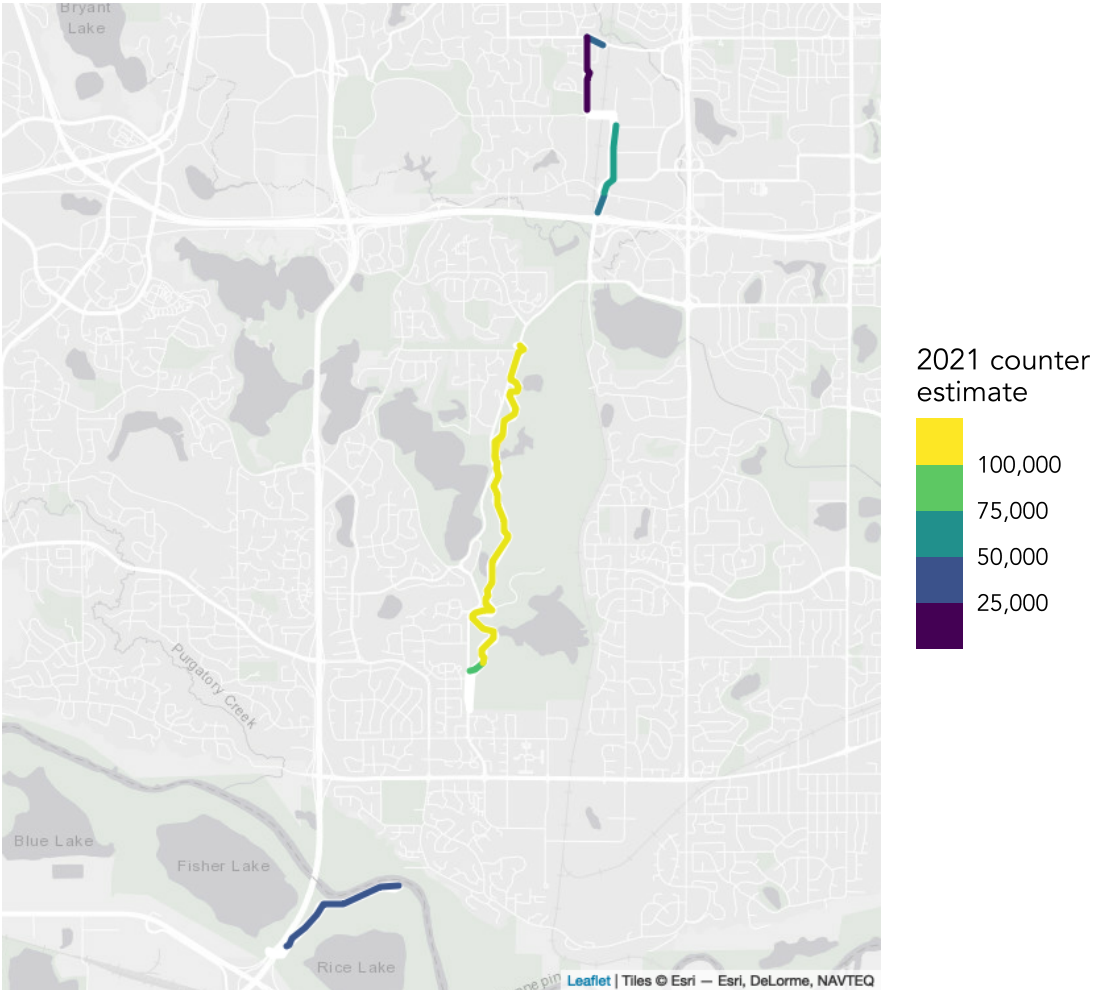 Bryant
Lake
2021 counter
estimate
100,000
75,000
50,000
25,000
Purgatory Creek
Blue Lake
Fisher Lake
Rice Lake
Leaflet | Tiles © Esri — Esri, DeLorme, NAVTEQ